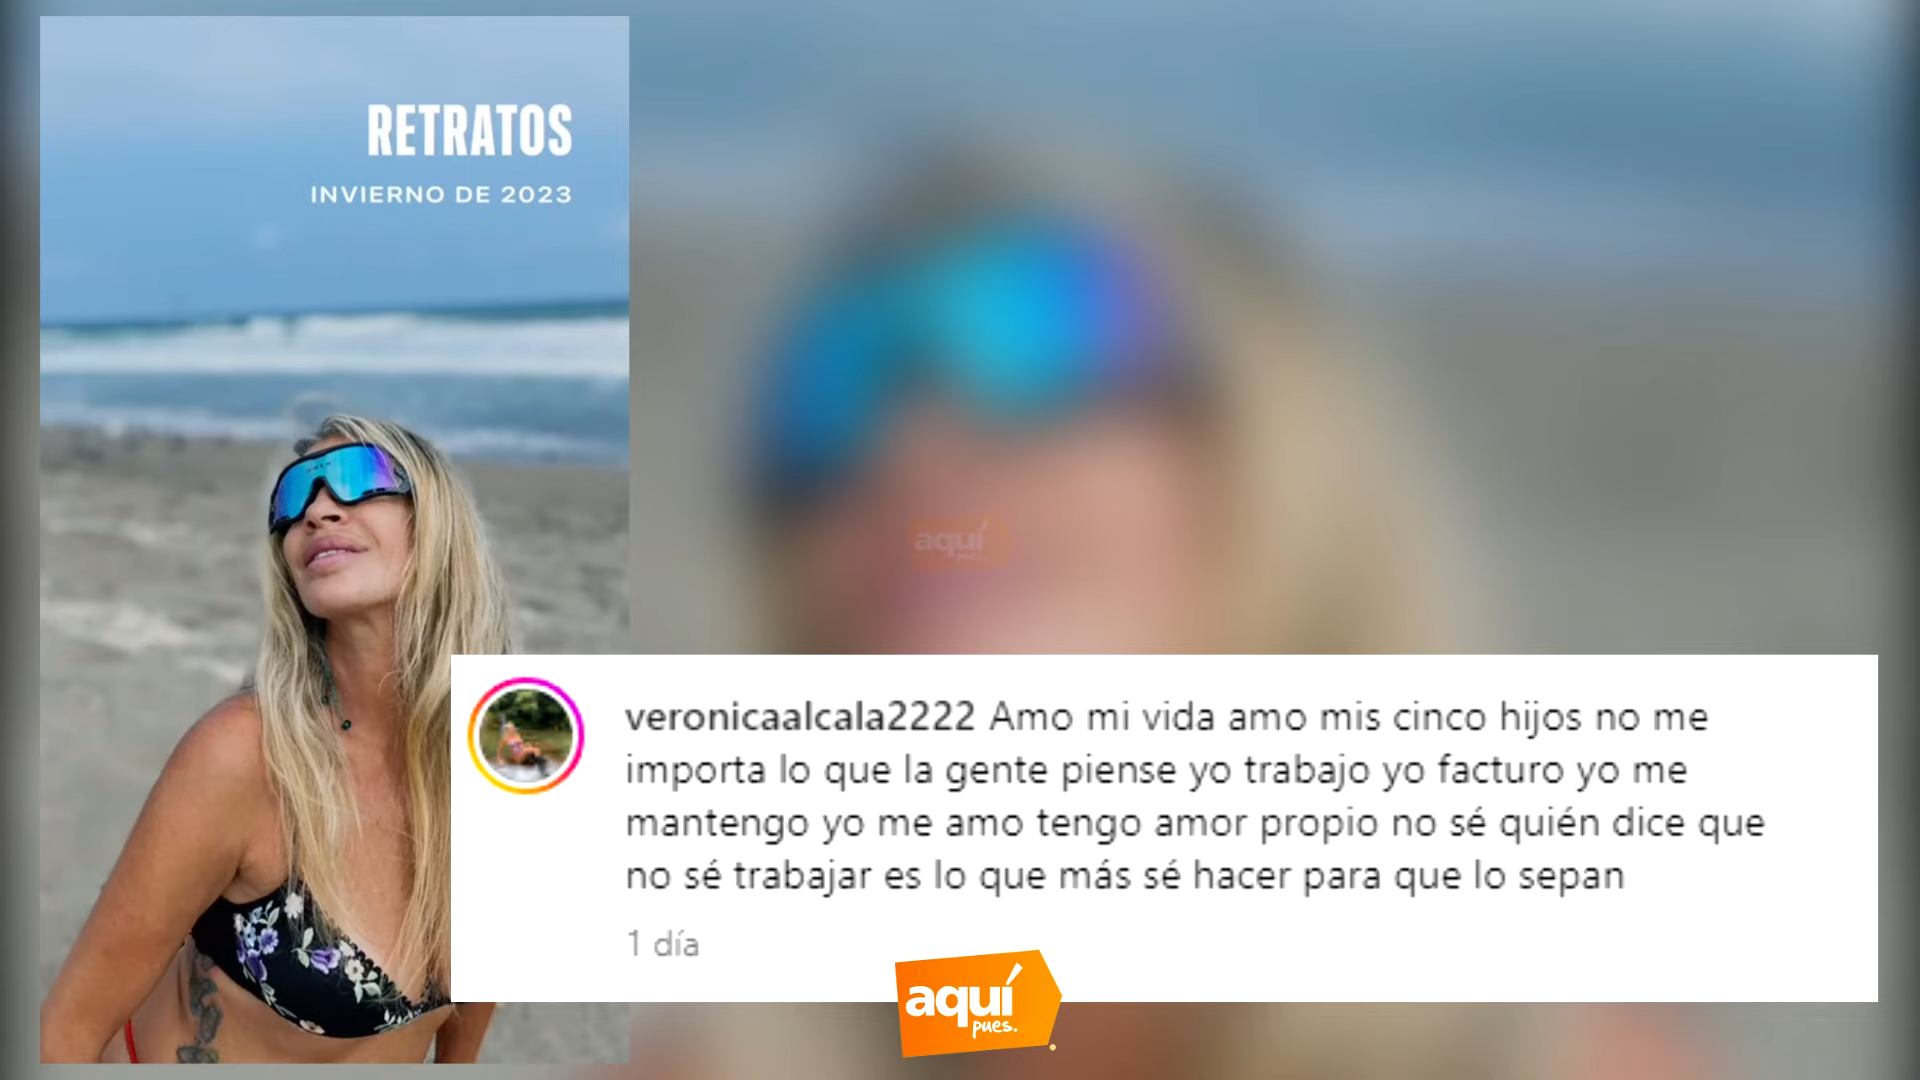 RETRATOS
INVIERNO DE 2023
aquí
pues.
veronicaalcala2222 Amo mi vida amo mis cinco hijos no me
importa lo que la gente piense yo trabajo yo facturo yo me
mantengo yo me amo tengo amor propio no sé quién dice que
no sé trabajar es lo que más sé hacer para que lo sepan
1 día
aquí
pues.